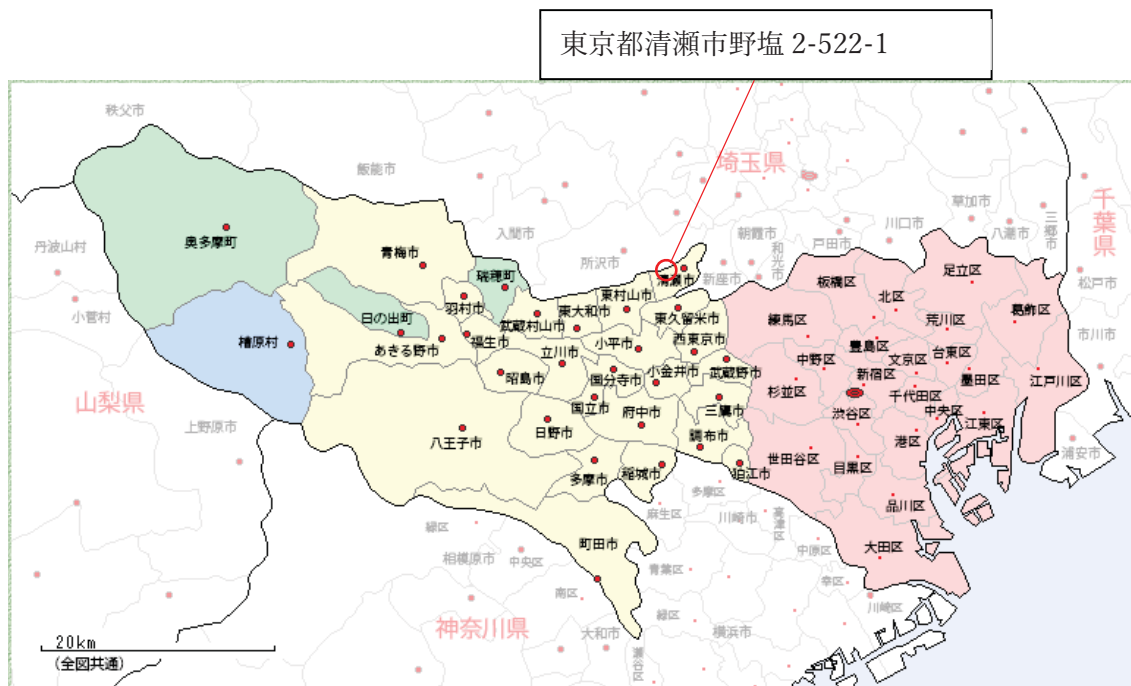 東京都清瀬市野塩 2-522-1
秩父市
飯能市
埼玉県
千葉県
丹波山村
奥多摩町
青梅市
入間市
所沢市
清瀬市
新座市
朝霞市
和光市
戸田市
川口市
草加市
八潮市
三郷市
松戸市
小菅村
瑞穂町
羽村市
日の出町
あきる野市
福生市
武蔵村山市
東大和市
東村山市
東久留米市
板橋区
北区
足立区
葛飾区
荒川区
市川市
檜原村
立川市
小平市
西東京市
練馬区
豊島区
文京区
台東区
昭島市
国分寺市
小金井市
武蔵野市
中野区
新宿区
墨田区
江戸川区
山梨県
上野原市
国立市
府中市
三鷹市
杉並区
千代田区
渋谷区
中央区
江東区
八王子市
日野市
調布市
世田谷区
目黒区
港区
浦安市
多摩市
稲城市
狛江市
多摩区
麻生区
川崎市
高津区
品川区
緑区
相模原市
中央区
町田市
青葉区
中原区
大田区
南区
幸区
川崎区
神奈川県
大和市
瀬谷区
緑区
横浜市
20km
(全図共通)